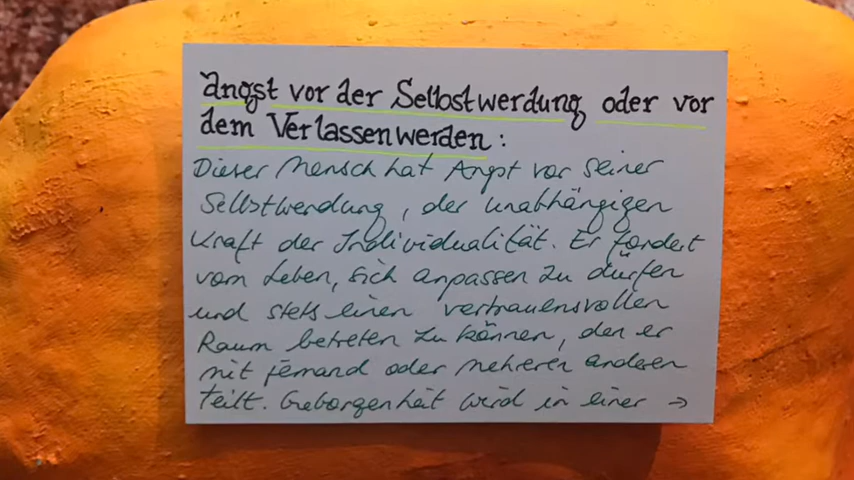 Angst vor der Selbstwerdung oder vor
dem Verlassenwerden:
Dieser Mensch hat Angst vor seiner
Selbstwerdung, der unabhängigen
Kraft der Individualität. Er fordert
vom Leben, sich anpassen zu dürfen
und stets einen vertrauensvollen
Raum betreten zu können, den er
mit jemand oder mehreren anderen
teilt. Geborgenheit wird in einer →